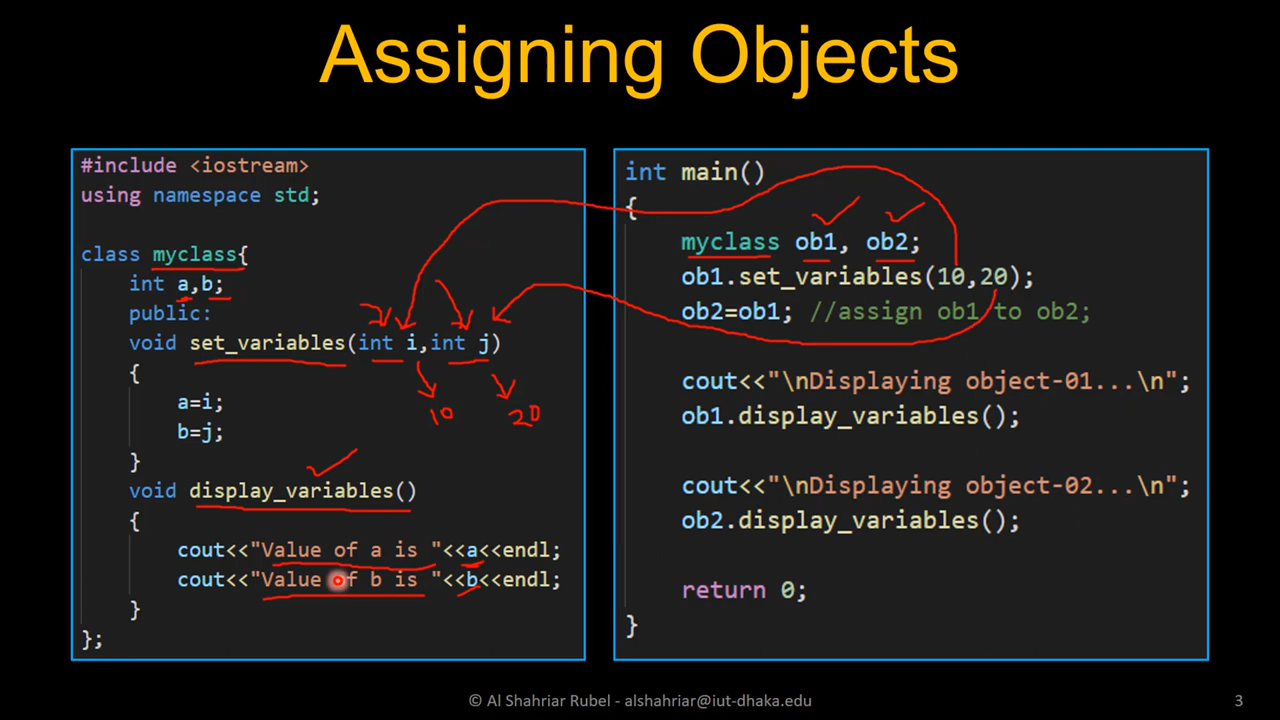 Assigning Objects
#include <iostream>
using namespace std;
class myclass{
int a,b;
public:
void set_variables(int i,int j)
{
a=i;
b=j;
}
10
20
void display_variables()
{
cout<<"Value of a is "<<a<<endl;
cout<<"Value of b is "<<b<<endl;
}
};
int main()
{
myclass ob1, ob2;
ob1.set_variables(10,20);
ob2=ob1; //assign ob1 to ob2;
cout<<"\nDisplaying object-01...\n";
ob1.display_variables();
cout<<"\nDisplaying object-02...\n";
ob2.display_variables();
return 0;
}
© Al Shahriar Rubel - alshahriar@iut-dhaka.edu
3